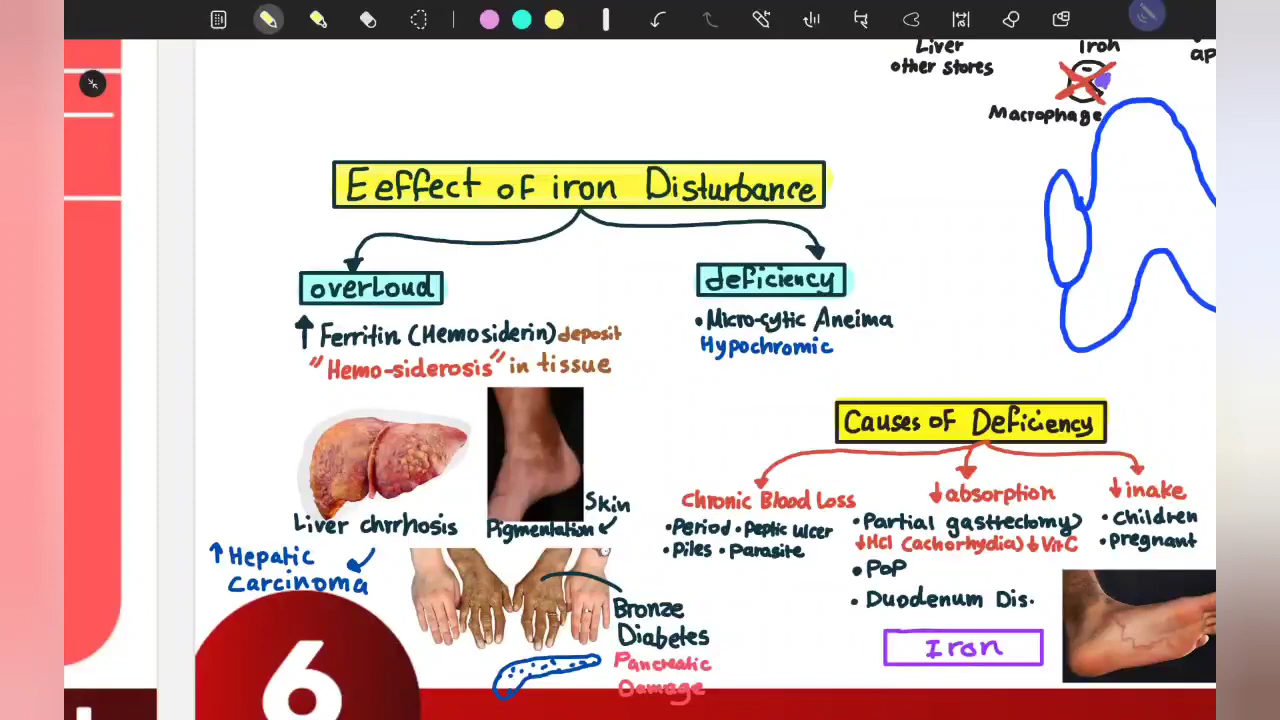 Liver
other stores
Iron
ap
Macrophage
Eeffect of iron Disturbance
overloud
↑ Ferritin (Hemosiderin) deposit
"Hemo-siderosis" in tissue
Liver chrrhosis
↑ Hepatic
carcinoma
Skin
Pigmentation
Bronze
Diabetes
Pancreatic
Damage
deficiency
• Micro-cytic Aneima
Hypochromic
Causes of Deficiency
Chronic Blood Loss
• Period • Peptic ulcer
• Piles • Parasite
↓ absorption
• Partial gastrectomy
↓ Hcl (achorhydia) ↓ Vit C
• PoP
• Duodenum Dis.
↓ inake
• children
• pregnant
Iron
6